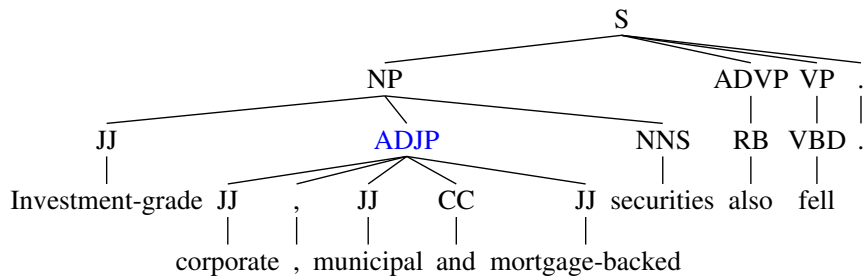 S
NP ADVP VP .
JJ ADJP NNS RB VBD .
Investment-grade JJ , JJ CC JJ securities also fell
corporate , municipal and mortgage-backed